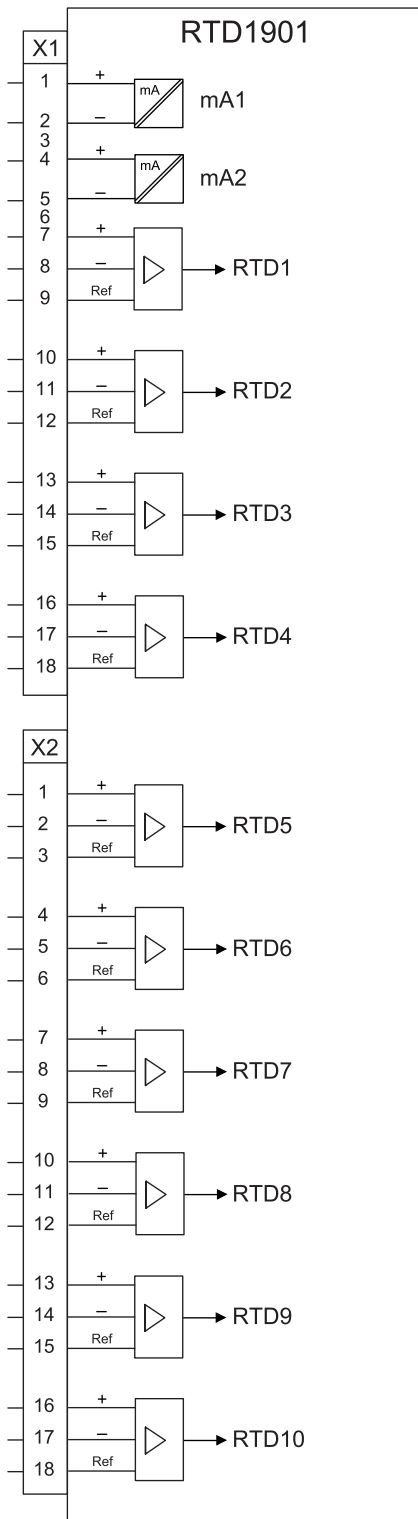 RTD1901
X1
1 + mA mA1
2 –
3
4 + mA mA2
5 –
6
7 +
8 – RTD1
9 Ref
10 +
11 – RTD2
12 Ref
13 +
14 – RTD3
15 Ref
16 +
17 – RTD4
18 Ref
X2
1 +
2 – RTD5
3 Ref
4 +
5 – RTD6
6 Ref
7 +
8 – RTD7
9 Ref
10 +
11 – RTD8
12 Ref
13 +
14 – RTD9
15 Ref
16 +
17 – RTD10
18 Ref